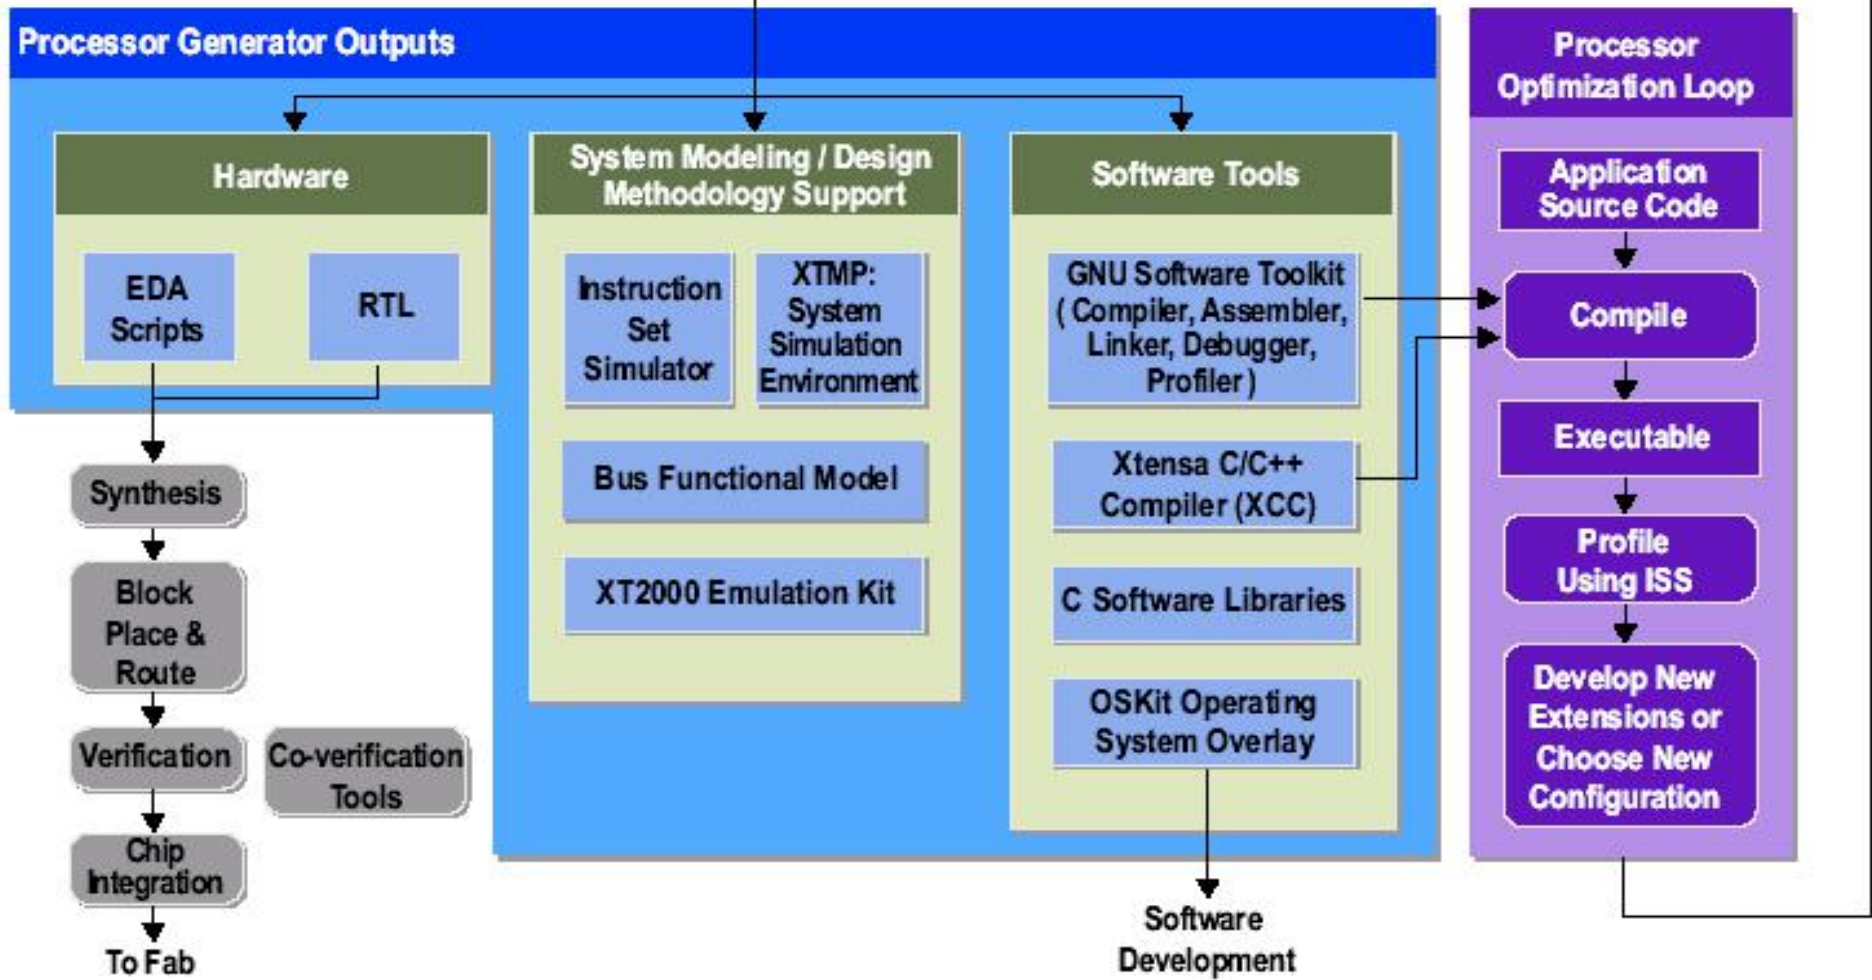 Processor Generator Outputs
Hardware
EDA
Scripts
RTL
Synthesis
Block
Place &
Route
Verification
Co-verification
Tools
Chip
Integration
To Fab
System Modeling / Design
Methodology Support
Instruction
Set
Simulator
XTMP:
System
Simulation
Environment
Bus Functional Model
XT2000 Emulation Kit
Software Tools
GNU Software Toolkit
( Compiler, Assembler,
Linker, Debugger,
Profiler )
Xtensa C/C++
Compiler (XCC)
C Software Libraries
OSKit Operating
System Overlay
Software
Development
Processor
Optimization Loop
Application
Source Code
Compile
Executable
Profile
Using ISS
Develop New
Extensions or
Choose New
Configuration